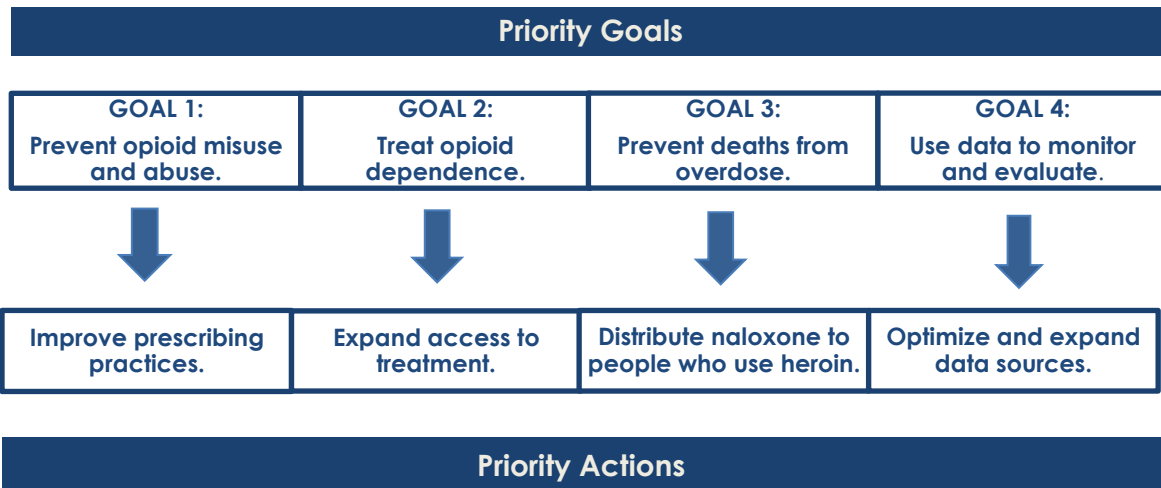 Priority Goals
GOAL 1:
Prevent opioid misuse
and abuse.
GOAL 2:
Treat opioid
dependence.
GOAL 3:
Prevent deaths from
overdose.
GOAL 4:
Use data to monitor
and evaluate.
Improve prescribing
practices.
Expand access to
treatment.
Distribute naloxone to
people who use heroin.
Optimize and expand
data sources.
Priority Actions